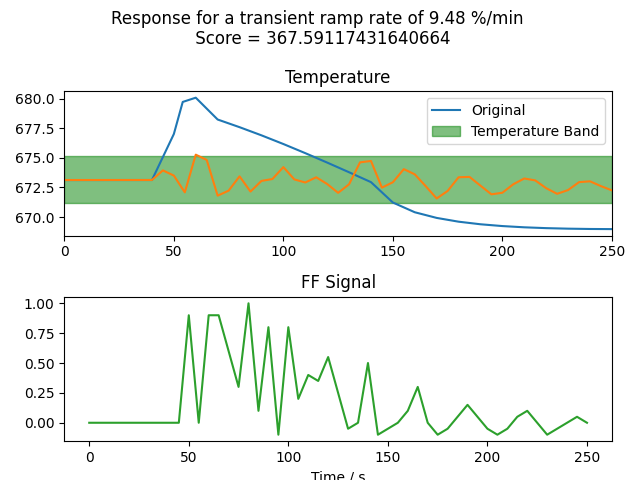 Response for a transient ramp rate of 9.48 %/min
Score = 367.59117431640664
Temperature
680.0
677.5
675.0
672.5
670.0
Original
Temperature Band
0 50 100 150 200 250
FF Signal
1.00
0.75
0.50
0.25
0.00
0 50 100 150 200 250
Time / s